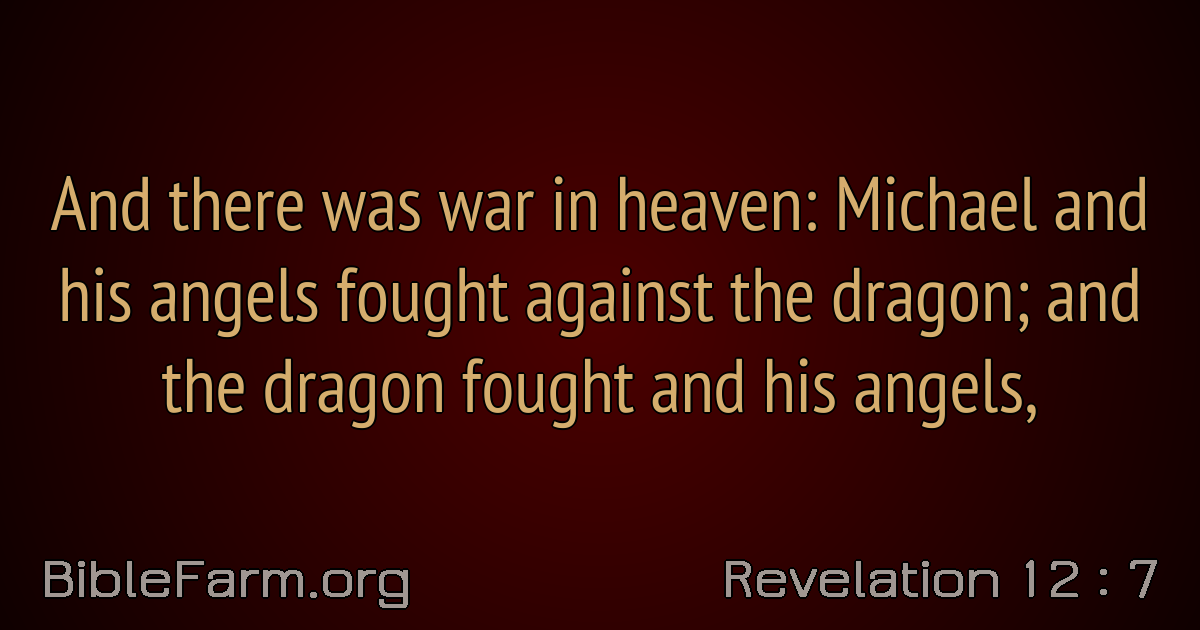 And there was war in heaven: Michael and
his angels fought against the dragon; and
the dragon fought and his angels,
BibleFarm.org
Revelation 12 : 7